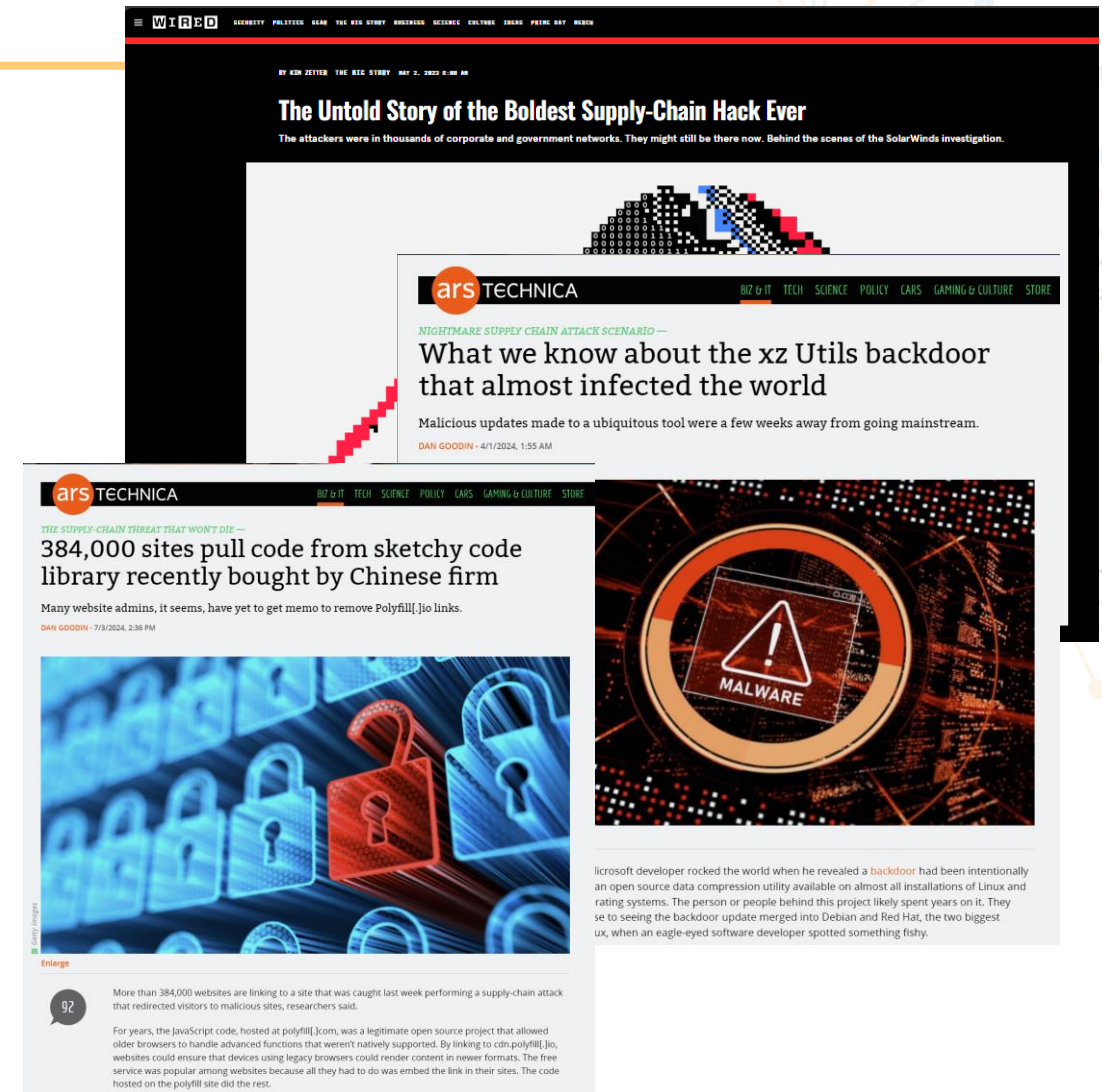 WIRED
SECURITY POLITICS GEAR THE BIG STORY BUSINESS SCIENCE CULTURE IDEAS PRIME DAY MERCH
BY KIM ZETTER THE BIG STORY MAY 2, 2023 6:00 AM
The Untold Story of the Boldest Supply-Chain Hack Ever
The attackers were in thousands of corporate and government networks. They might still be there now. Behind the scenes of the SolarWinds investigation.
ars TECHNICA
BIZ & IT TECH SCIENCE POLICY CARS GAMING & CULTURE STORE
NIGHTMARE SUPPLY CHAIN ATTACK SCENARIO —
What we know about the xz Utils backdoor
that almost infected the world
Malicious updates made to a ubiquitous tool were a few weeks away from going mainstream.
DAN GOODIN - 4/1/2024, 1:55 AM
MALWARE
licrosoft developer rocked the world when he revealed a backdoor had been intentionally
an open source data compression utility available on almost all installations of Linux and
rating systems. The person or people behind this project likely spent years on it. They
se to seeing the backdoor update merged into Debian and Red Hat, the two biggest
ux, when an eagle-eyed software developer spotted something fishy.
ars TECHNICA
BIZ & IT TECH SCIENCE POLICY CARS GAMING & CULTURE STORE
THE SUPPLY-CHAIN THREAT THAT WON'T DIE —
384,000 sites pull code from sketchy code
library recently bought by Chinese firm
Many website admins, it seems, have yet to get memo to remove Polyfill[.]io links.
DAN GOODIN - 7/3/2024, 2:36 PM
Getty Images
Enlarge
92
More than 384,000 websites are linking to a site that was caught last week performing a supply-chain attack
that redirected visitors to malicious sites, researchers said.
For years, the JavaScript code, hosted at polyfill[.]com, was a legitimate open source project that allowed
older browsers to handle advanced functions that weren't natively supported. By linking to cdn.polyfill[.]io,
websites could ensure that devices using legacy browsers could render content in newer formats. The free
service was popular among websites because all they had to do was embed the link in their sites. The code
hosted on the polyfill site did the rest.